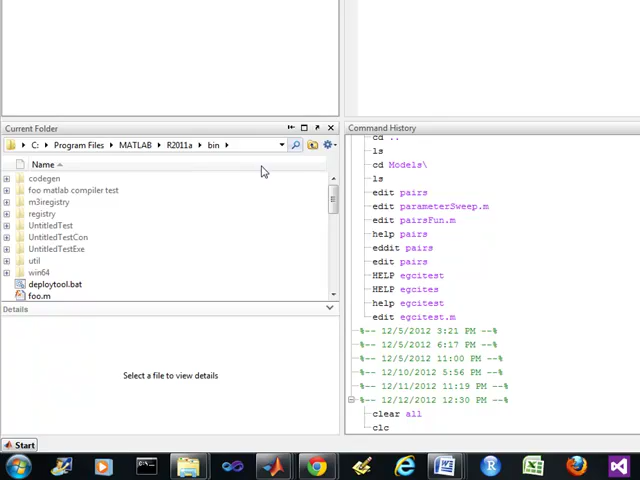 Current Folder
C: Program Files MATLAB R2011a bin
Name
codegen
foo matlab compiler test
m3iregistry
registry
UntitledTest
UntitledTestCon
UntitledTestExe
util
win64
deploytool.bat
foo.m
Details
Select a file to view details
Start
Command History
cd ..
ls
cd Models\
ls
edit pairs
edit parameterSweep.m
edit pairsFun.m
help pairs
eddit pairs
edit pairs
HELP egcitest
HELP egcites
help egcitest
edit egcitest.m
%-- 12/5/2012 3:21 PM --%
%-- 12/5/2012 6:17 PM --%
%-- 12/5/2012 11:00 PM --%
%-- 12/10/2012 5:56 PM --%
%-- 12/11/2012 11:19 PM --%
%-- 12/12/2012 12:30 PM --%
clear all
clc